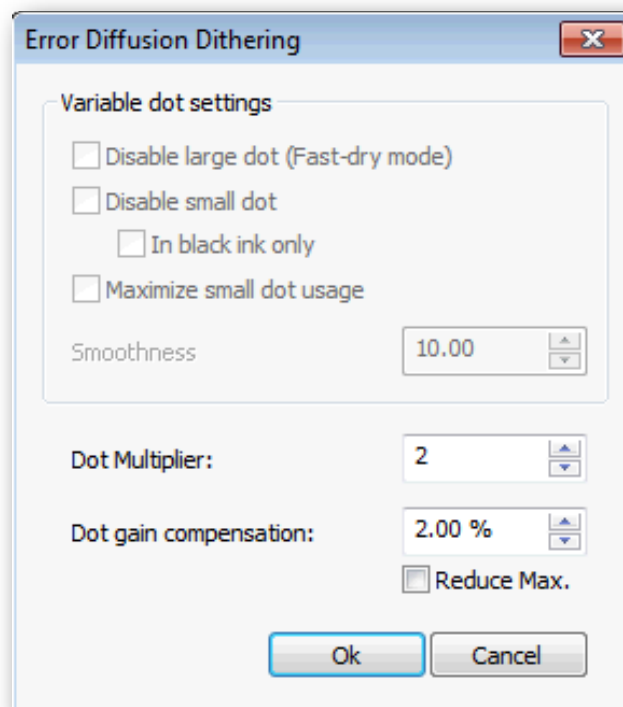 Error Diffusion Dithering
Variable dot settings
Disable large dot (Fast-dry mode)
Disable small dot
In black ink only
Maximize small dot usage
Smoothness 10.00
Dot Multiplier: 2
Dot gain compensation: 2.00 %
Reduce Max.
Ok Cancel